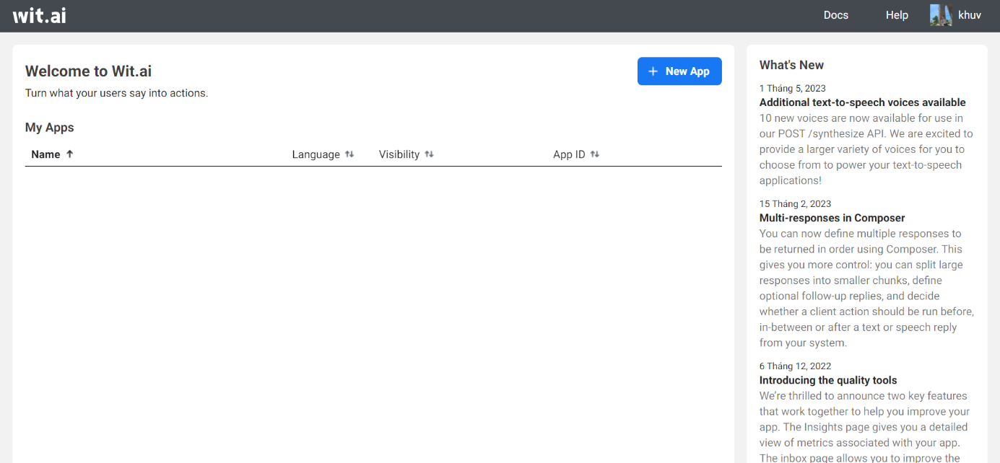 wit.ai
Docs
Help
khuv
Welcome to Wit.ai
+ New App
Turn what your users say into actions.
My Apps
Name
Language
Visibility
App ID
What's New
1 Tháng 5, 2023
Additional text-to-speech voices available
10 new voices are now available for use in
our POST /synthesize API. We are excited to
provide a larger variety of voices for you to
choose from to power your text-to-speech
applications!
15 Tháng 2, 2023
Multi-responses in Composer
You can now define multiple responses to
be returned in order using Composer. This
gives you more control: you can split large
responses into smaller chunks, define
optional follow-up replies, and decide
whether a client action should be run before,
in-between or after a text or speech reply
from your system.
6 Tháng 12, 2022
Introducing the quality tools
We’re thrilled to announce two key features
that work together to help you improve your
app. The Insights page gives you a detailed
view of metrics associated with your app.
The inbox page allows you to improve the